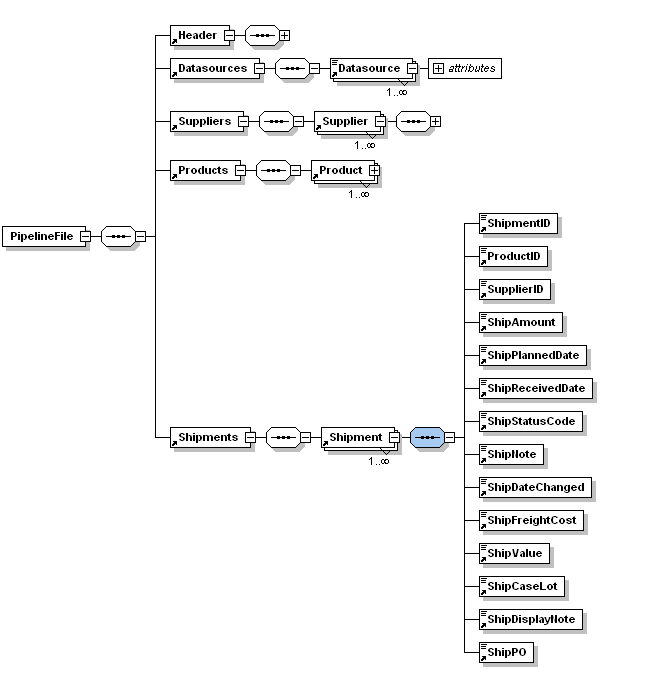 Header
Datasources
Datasource
attributes
1..∞
Suppliers
Supplier
1..∞
Products
Product
1..∞
PipelineFile
Shipments
Shipment
1..∞
ShipmentID
ProductID
SupplierID
ShipAmount
ShipPlannedDate
ShipReceivedDate
ShipStatusCode
ShipNote
ShipDateChanged
ShipFreightCost
ShipValue
ShipCaseLot
ShipDisplayNote
ShipPO